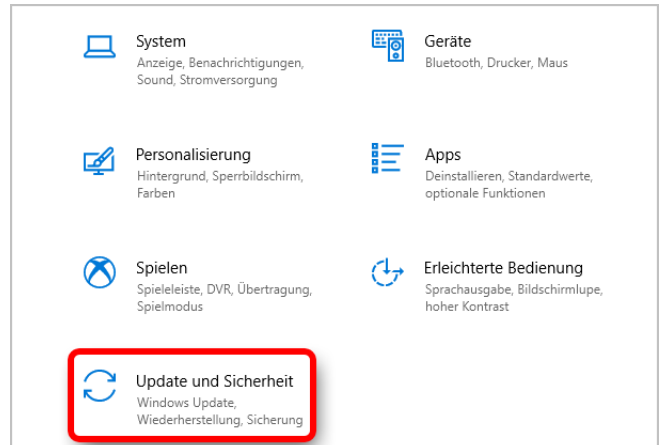 System
Anzeige, Benachrichtigungen,
Sound, Stromversorgung
Geräte
Bluetooth, Drucker, Maus
Personalisierung
Hintergrund, Sperrbildschirm,
Farben
Apps
Deinstallieren, Standardwerte,
optionale Funktionen
Spielen
Spieleleiste, DVR, Übertragung,
Spielmodus
Erleichterte Bedienung
Sprachausgabe, Bildschirmlupe,
hoher Kontrast
Update und Sicherheit
Windows Update,
Wiederherstellung, Sicherung